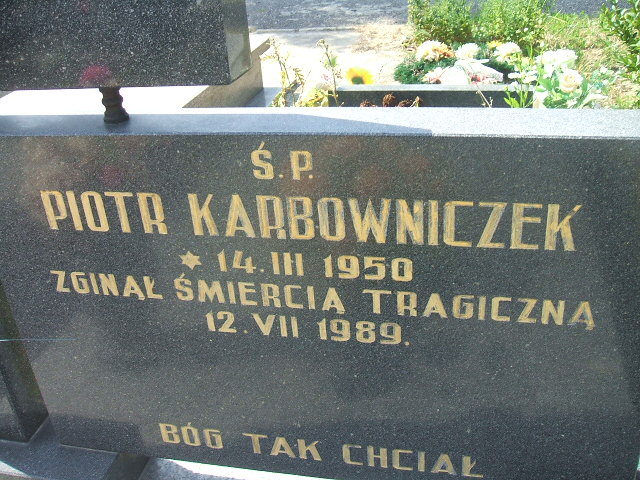 Ś.P.
PIOTR KARBOWNICZEK
* 14.III 1950
ZGINĄŁ ŚMIERCIĄ TRAGICZNĄ
12.VII 1989.
BÓG TAK CHCIAŁ